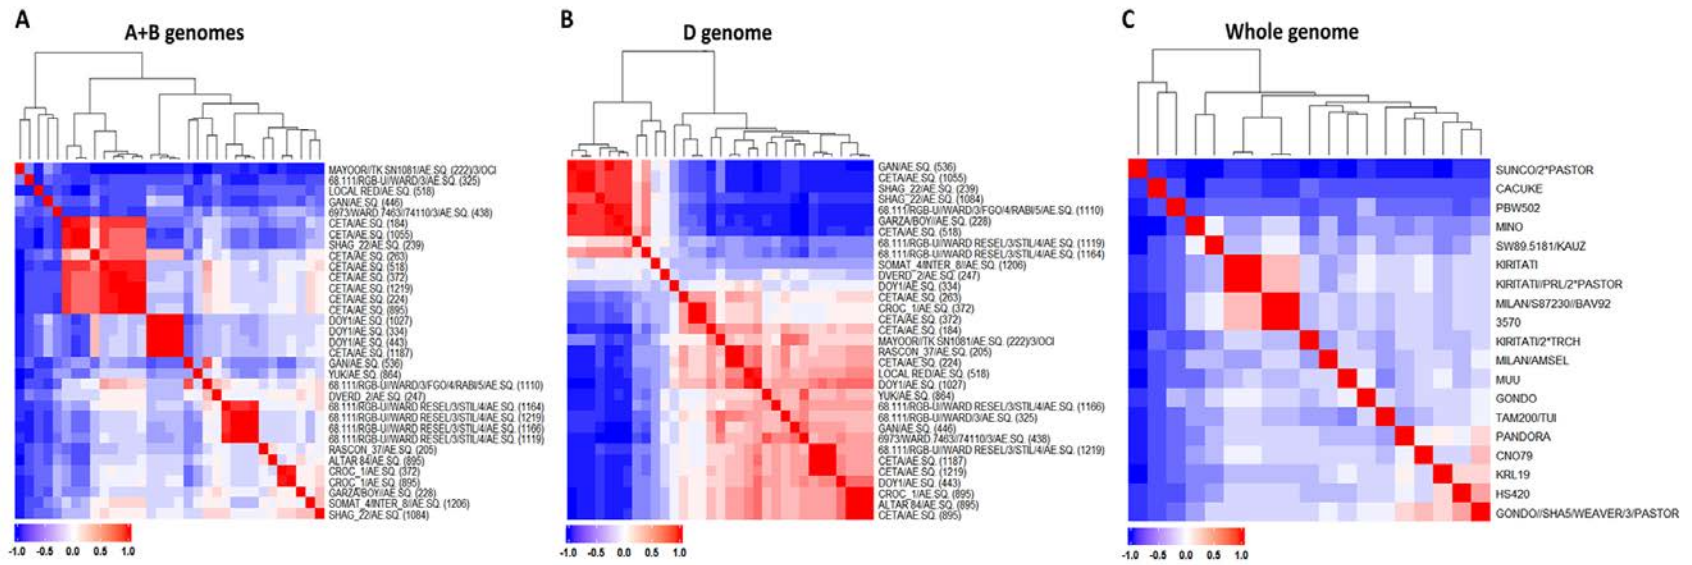 A
A+B genomes
MAYOOR//TK SN1081/AE.SQ. (222)/3/OCI
68.111/RGB-U//WARD/3/AE.SQ. (325)
LOCAL RED/AE.SQ. (518)
GAN/AE.SQ. (446)
6973/WARD.7463//74110/3/AE.SQ. (438)
CETA/AE.SQ. (184)
CETA/AE.SQ. (1055)
SHAG_22/AE.SQ. (239)
CETA/AE.SQ. (263)
CETA/AE.SQ. (518)
CETA/AE.SQ. (372)
CETA/AE.SQ. (1219)
CETA/AE.SQ. (224)
CETA/AE.SQ. (895)
DOY1/AE.SQ. (1027)
DOY1/AE.SQ. (334)
DOY1/AE.SQ. (443)
CETA/AE.SQ. (1187)
GAN/AE.SQ. (536)
YUK/AE.SQ. (864)
68.111/RGB-U//WARD/3/FGO/4/RABI/5/AE.SQ. (1110)
DVERD_2/AE.SQ. (247)
68.111/RGB-U//WARD RESEL/3/STIL/4/AE.SQ. (1164)
68.111/RGB-U//WARD RESEL/3/STIL/4/AE.SQ. (1219)
68.111/RGB-U//WARD RESEL/3/STIL/4/AE.SQ. (1166)
68.111/RGB-U//WARD RESEL/3/STIL/4/AE.SQ. (1119)
RASCON_37/AE.SQ. (205)
ALTAR 84/AE.SQ. (895)
CROC_1/AE.SQ. (372)
CROC_1/AE.SQ. (895)
GARZA/BOY//AE.SQ. (228)
SOMAT_4/INTER_8//AE.SQ. (1206)
SHAG_22/AE.SQ. (1084)
-1.0 -0.5 0.0 0.5 1.0
B
D genome
GAN/AE.SQ. (536)
CETA/AE.SQ. (1055)
SHAG_22/AE.SQ. (239)
SHAG_22/AE.SQ. (1084)
68.111/RGB-U//WARD/3/FGO/4/RABI/5/AE.SQ. (1110)
GARZA/BOY//AE.SQ. (228)
CETA/AE.SQ. (518)
68.111/RGB-U//WARD RESEL/3/STIL/4/AE.SQ. (1119)
68.111/RGB-U//WARD RESEL/3/STIL/4/AE.SQ. (1164)
SOMAT_4/INTER_8//AE.SQ. (1206)
DVERD_2/AE.SQ. (247)
DOY1/AE.SQ. (334)
CETA/AE.SQ. (263)
CROC_1/AE.SQ. (372)
CETA/AE.SQ. (372)
CETA/AE.SQ. (184)
MAYOOR//TK SN1081/AE.SQ. (222)/3/OCI
RASCON_37/AE.SQ. (205)
CETA/AE.SQ. (224)
LOCAL RED/AE.SQ. (518)
DOY1/AE.SQ. (1027)
YUK/AE.SQ. (864)
68.111/RGB-U//WARD RESEL/3/STIL/4/AE.SQ. (1166)
68.111/RGB-U//WARD/3/AE.SQ. (325)
GAN/AE.SQ. (446)
6973/WARD.7463//74110/3/AE.SQ. (438)
68.111/RGB-U//WARD RESEL/3/STIL/4/AE.SQ. (1219)
CETA/AE.SQ. (1187)
CETA/AE.SQ. (1219)
DOY1/AE.SQ. (443)
CROC_1/AE.SQ. (895)
ALTAR 84/AE.SQ. (895)
CETA/AE.SQ. (895)
-1.0 -0.5 0.0 0.5 1.0
C
Whole genome
SUNCO/2*PASTOR
CACUKE
PBW502
MINO
SW89.5181/KAUZ
KIRITATI
KIRITATI//PRL/2*PASTOR
MILAN/S87230//BAV92
3570
KIRITATI/2*TRCH
MILAN/AMSEL
MUU
GONDO
TAM200/TUI
PANDORA
CNO79
KRL19
HS420
GONDO//SHA5/WEAVER/3/PASTOR
-1.0 -0.5 0.0 0.5 1.0